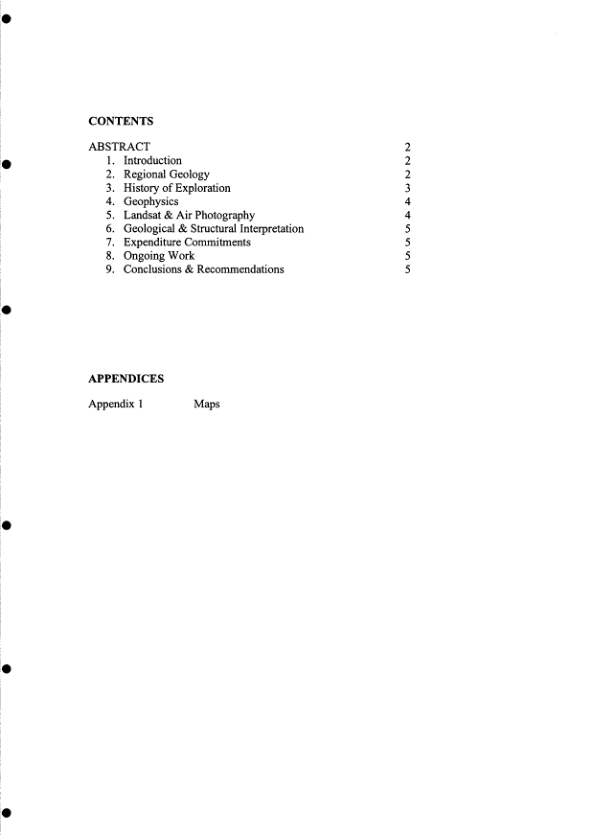 CONTENTS
ABSTRACT 2
1. Introduction 2
2. Regional Geology 2
3. History of Exploration 3
4. Geophysics 4
5. Landsat & Air Photography 4
6. Geological & Structural Interpretation 5
7. Expenditure Commitments 5
8. Ongoing Work 5
9. Conclusions & Recommendations 5
APPENDICES
Appendix 1 Maps